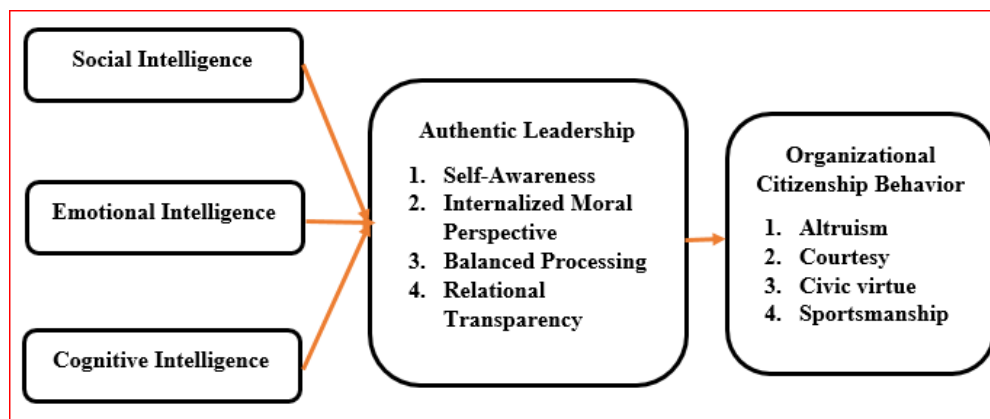 Social Intelligence
Emotional Intelligence
Cognitive Intelligence
Authentic Leadership
1. Self-Awareness
2. Internalized Moral
Perspective
3. Balanced Processing
4. Relational
Transparency
Organizational
Citizenship Behavior
1. Altruism
2. Courtesy
3. Civic virtue
4. Sportsmanship